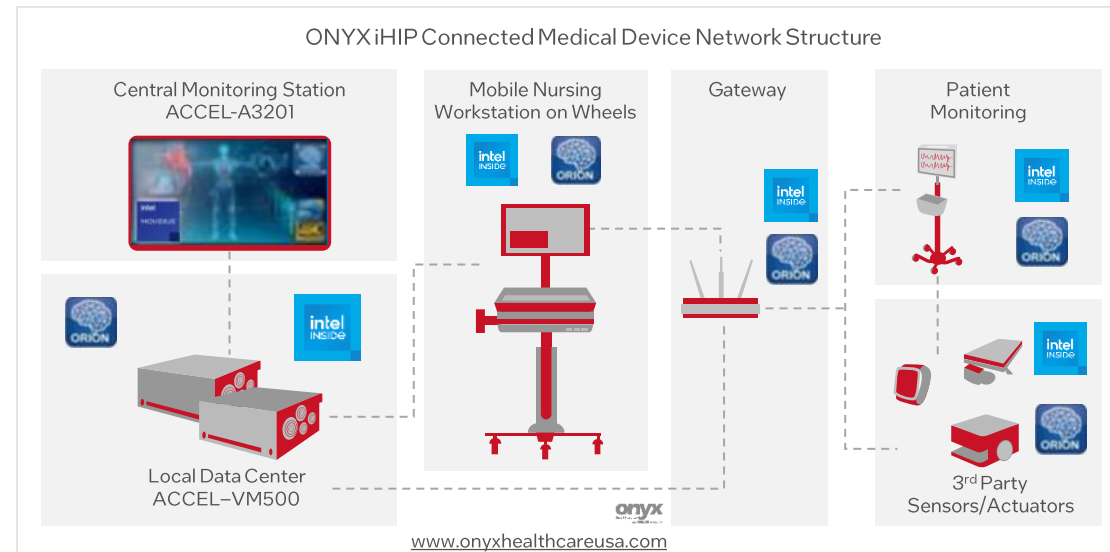 ONYX iHIP Connected Medical Device Network Structure
Central Monitoring Station
ACCEL-A3201
intel
MOVIDIUS
Mobile Nursing
Workstation on Wheels
intel
INSIDE
ORION
Gateway
intel
INSIDE
ORION
Patient
Monitoring
intel
INSIDE
ORION
ORION
intel
INSIDE
Local Data Center
ACCEL–VM500
intel
INSIDE
ORION
3rd Party
Sensors/Actuators
onyx
www.onyxhealthcareusa.com